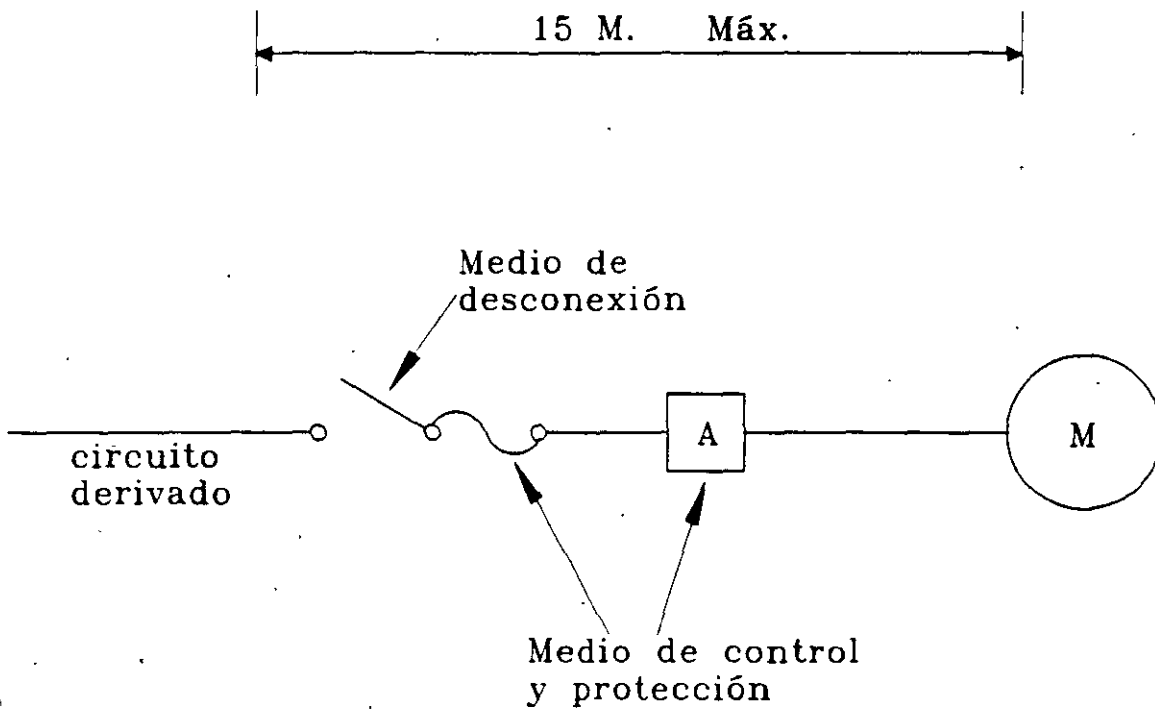 15 M. Máx.
Medio de
desconexión
A
M
circuito
derivado
Medio de control
y protección